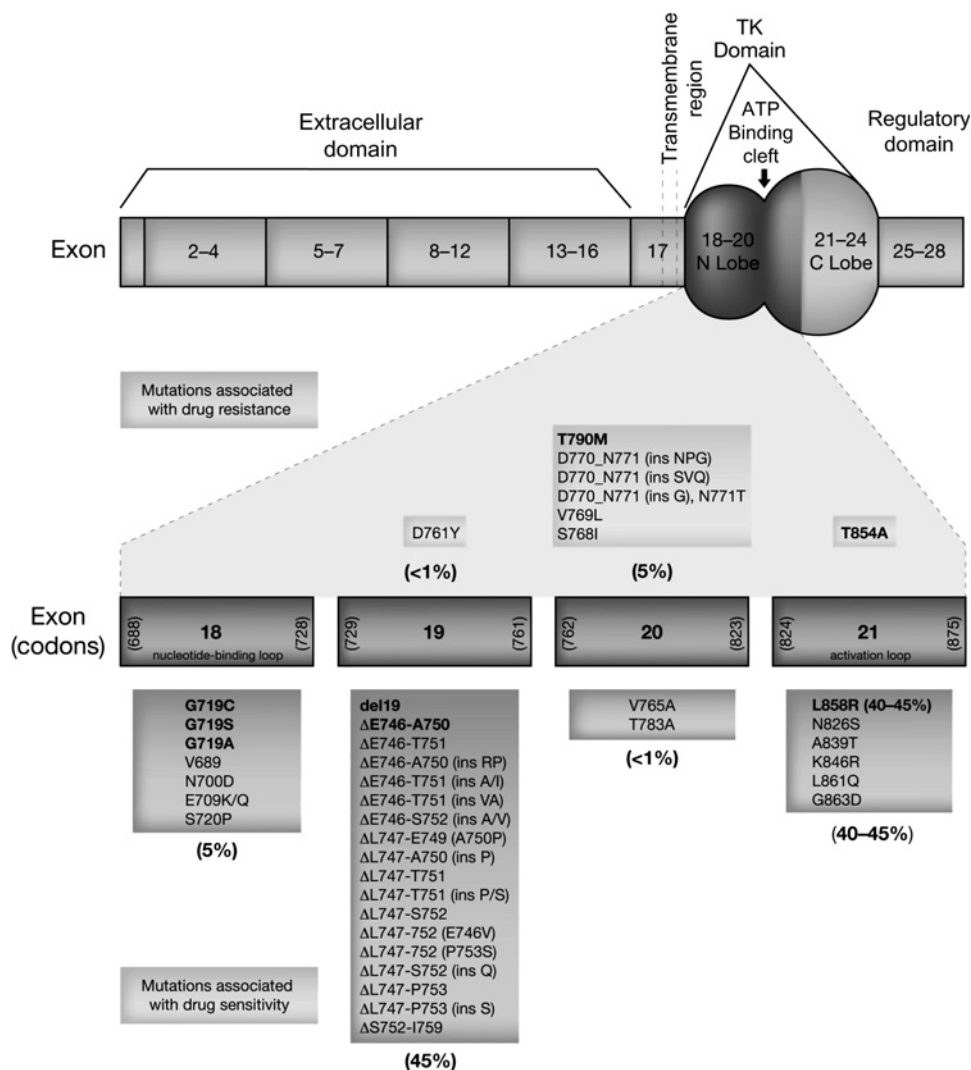 TK
Domain
Transmembrane
region
ATP
Binding
cleft
Extracellular
domain
Regulatory
domain
Exon
2–4
5–7
8–12
13–16
17
18–20
N Lobe
21–24
C Lobe
25–28
Mutations associated
with drug resistance
T790M
D770_N771 (ins NPG)
D770_N771 (ins SVQ)
D770_N771 (ins G), N771T
V769L
S768I
D761Y
T854A
(<1%)
(5%)
Exon
(codons)
(688)
18
nucleotide-binding loop
(728)
(729)
19
(761)
(762)
20
(823)
(824)
21
activation loop
(875)
G719C
G719S
G719A
V689
N700D
E709K/Q
S720P
(5%)
del19
ΔE746-A750
ΔE746-T751
ΔE746-A750 (ins RP)
ΔE746-T751 (ins A/I)
ΔE746-T751 (ins VA)
ΔE746-S752 (ins A/V)
ΔL747-E749 (A750P)
ΔL747-A750 (ins P)
ΔL747-T751
ΔL747-T751 (ins P/S)
ΔL747-S752
ΔL747-752 (E746V)
ΔL747-752 (P753S)
ΔL747-S752 (ins Q)
ΔL747-P753
ΔL747-P753 (ins S)
ΔS752-I759
(45%)
V765A
T783A
(<1%)
L858R (40–45%)
N826S
A839T
K846R
L861Q
G863D
(40–45%)
Mutations associated
with drug sensitivity